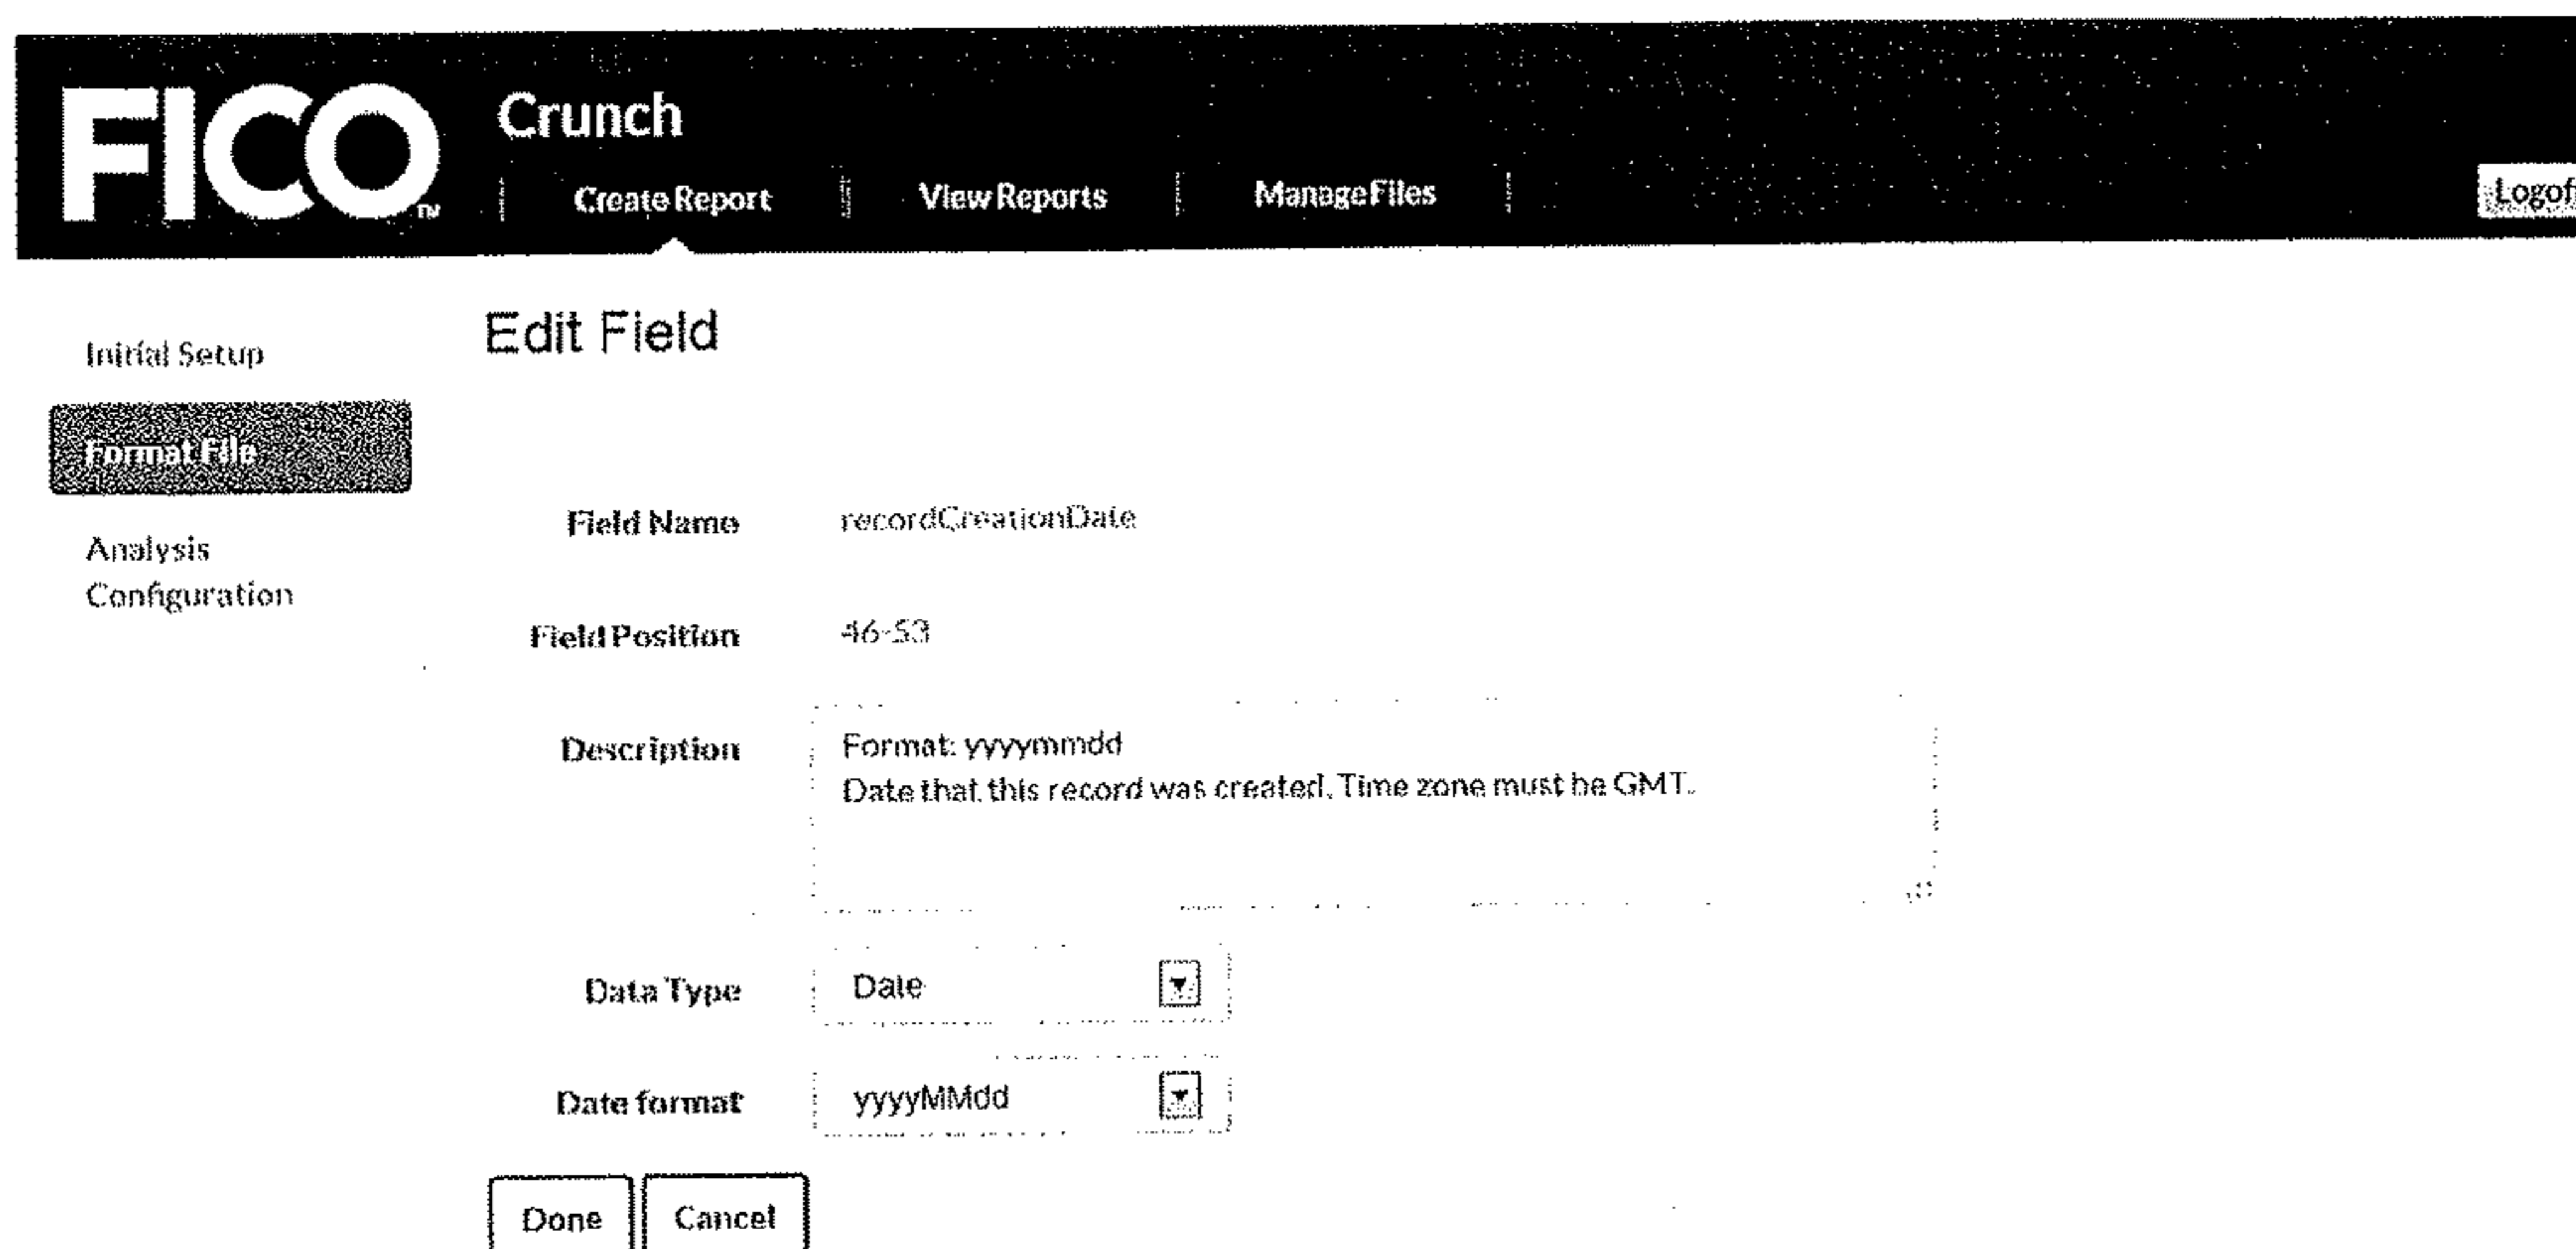 FICO™
Crunch
Create Report
View Reports
Manage Files
Logof
Initial Setup
Format File
Analysis
Configuration
Edit Field
Field Name recordCreationDate
Field Position 46-53
Description Format: yyyymmdd
Date that this record was created. Time zone must be GMT.
Data Type Date
Date format yyyyMMdd
Done Cancel